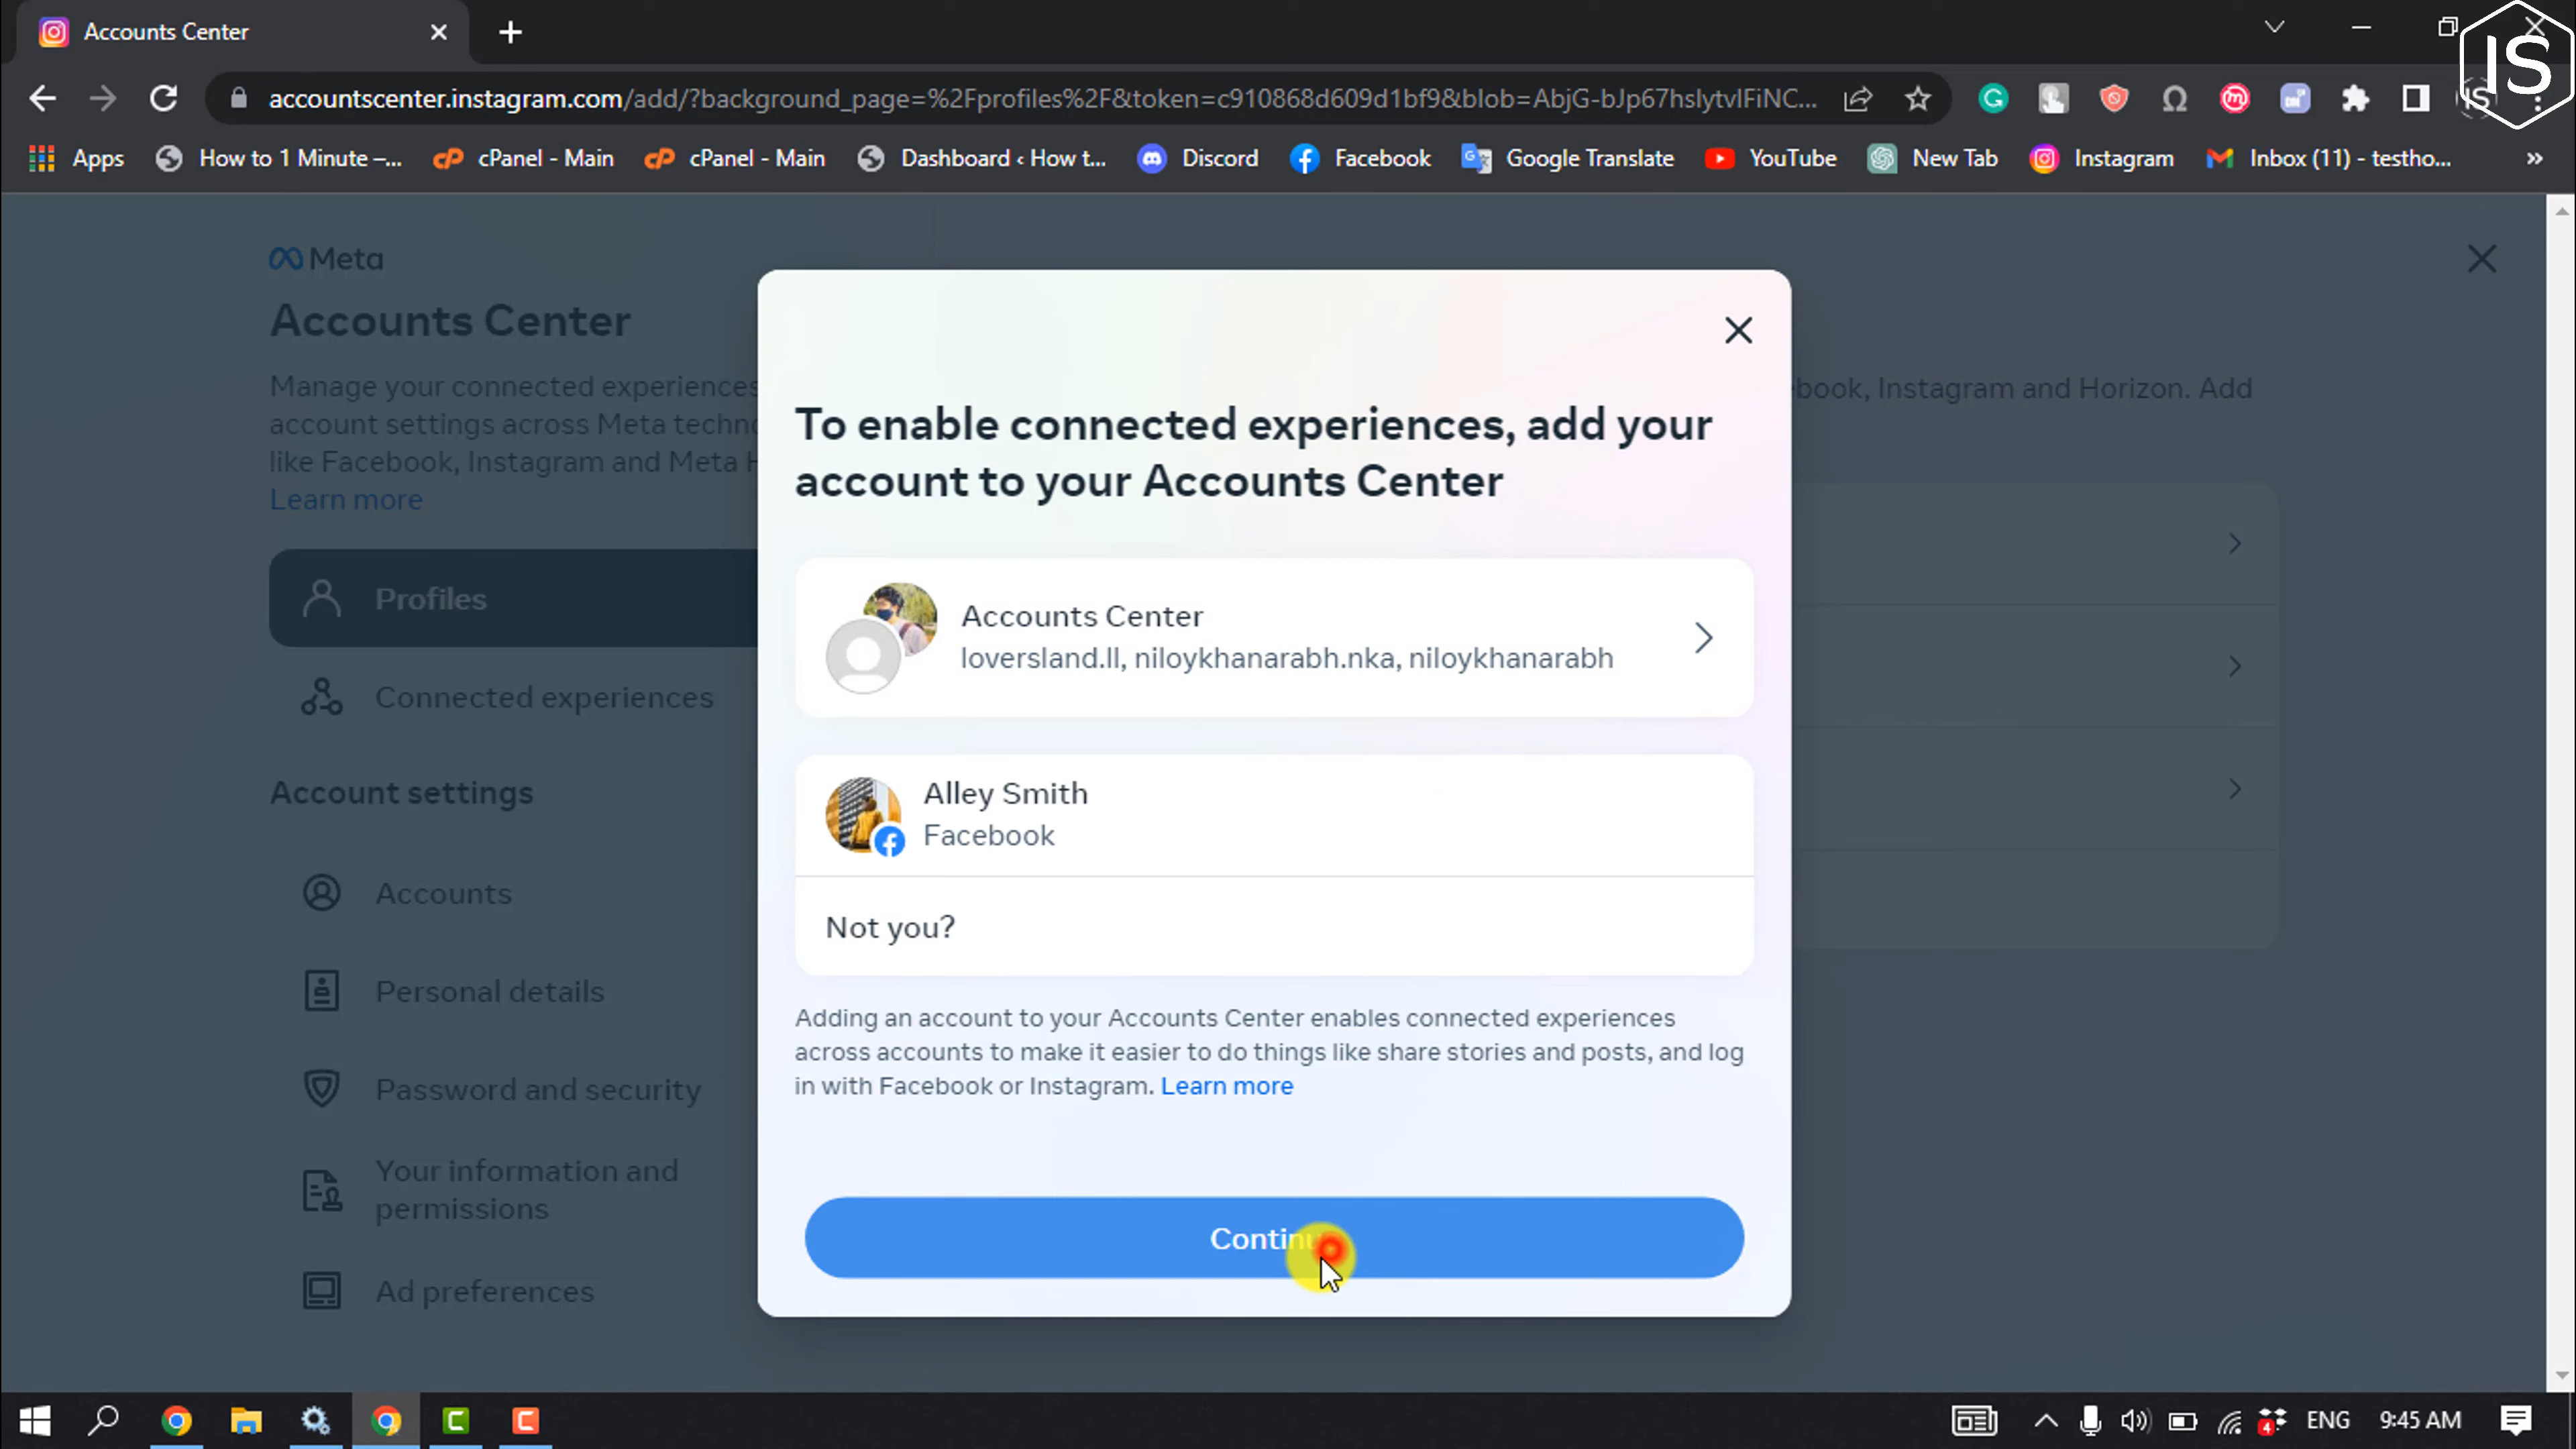 Accounts Center
IS
accountscenter.instagram.com/add/?background_page=%2Fprofiles%2F&token=c910868d609d1bf9&blob=AbjG-bJp67hslytvlFiNC...
Apps How to 1 Minute –... cPanel - Main cPanel - Main Dashboard ‹ How t... Discord Facebook Google Translate YouTube New Tab Instagram Inbox (11) - testho... »
Meta
Accounts Center
Manage your connected experiences
account settings across Meta techno
like Facebook, Instagram and Meta H
Learn more
Profiles
Connected experiences
Account settings
Accounts
Personal details
Password and security
Your information and
permissions
Ad preferences
book, Instagram and Horizon. Add
To enable connected experiences, add your
account to your Accounts Center
Accounts Center
loversland.ll, niloykhanarabh.nka, niloykhanarabh
Alley Smith
Facebook
Not you?
Adding an account to your Accounts Center enables connected experiences
across accounts to make it easier to do things like share stories and posts, and log
in with Facebook or Instagram. Learn more
Continu
4 ENG 9:45 AM